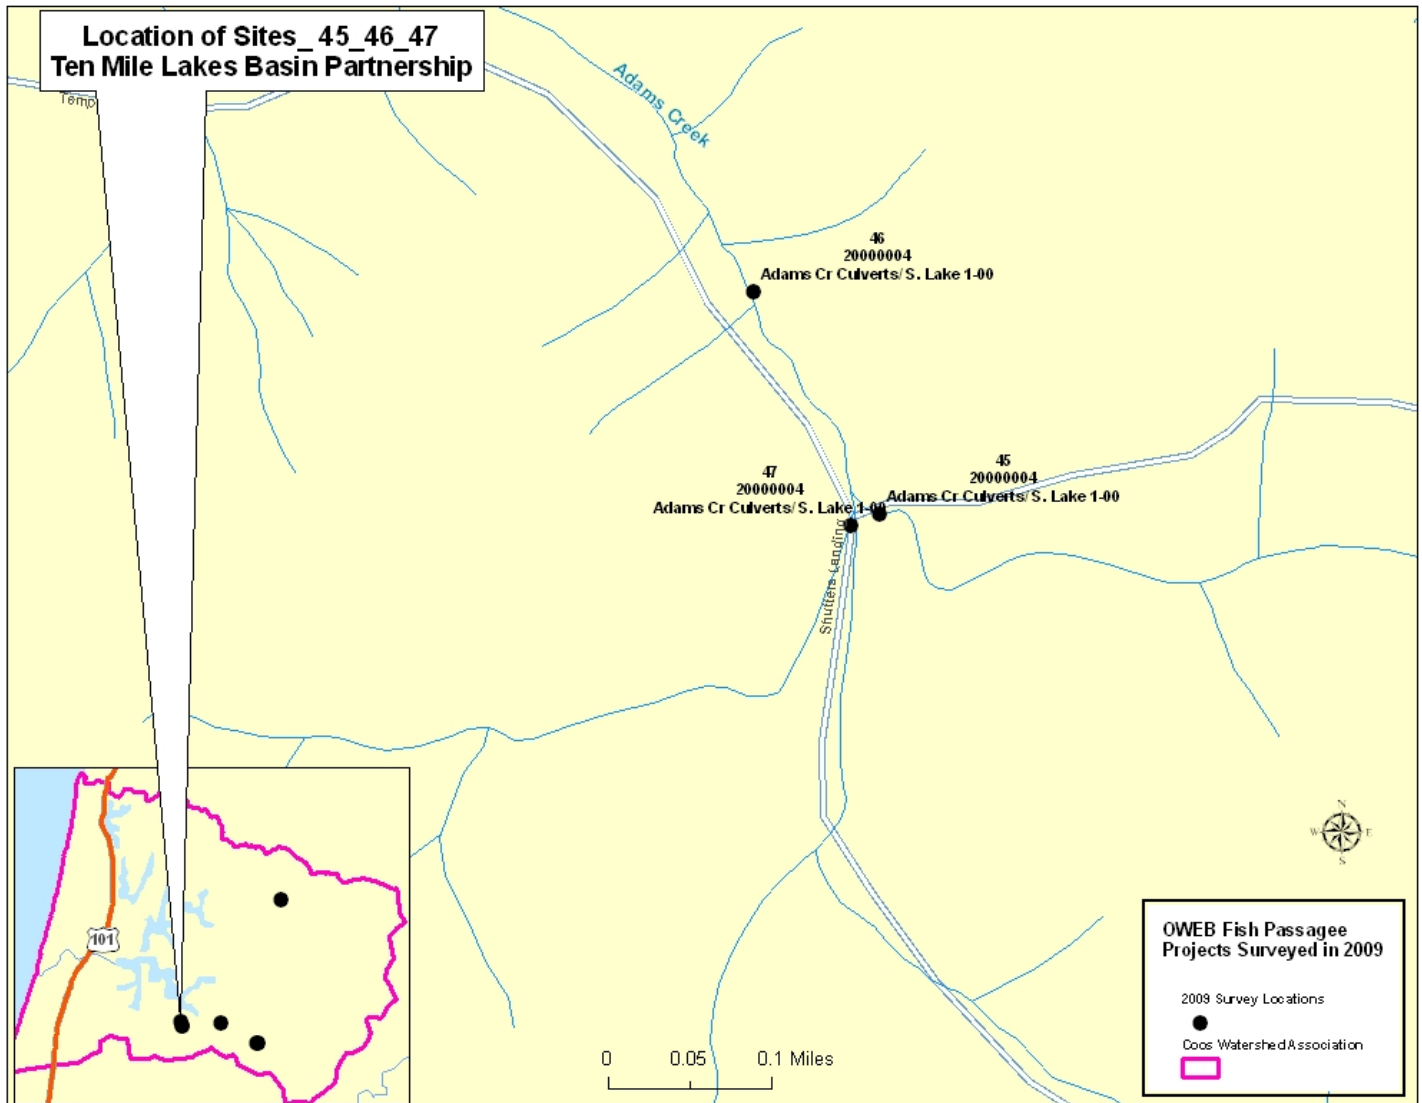 Location of Sites_ 45_46_47
Ten Mile Lakes Basin Partnership
Temp
Adams Creek
46
20000004
Adams Cr Culverts/ S. Lake 1-00
47
20000004
Adams Cr Culverts/ S. Lake 1-00
45
20000004
Adams Cr Culverts/ S. Lake 1-00
Shutters Landing
101
N
W E
S
0 0.05 0.1 Miles
OWEB Fish Passagee
Projects Surveyed in 2009
2009 Survey Locations
Coos Watershed Association